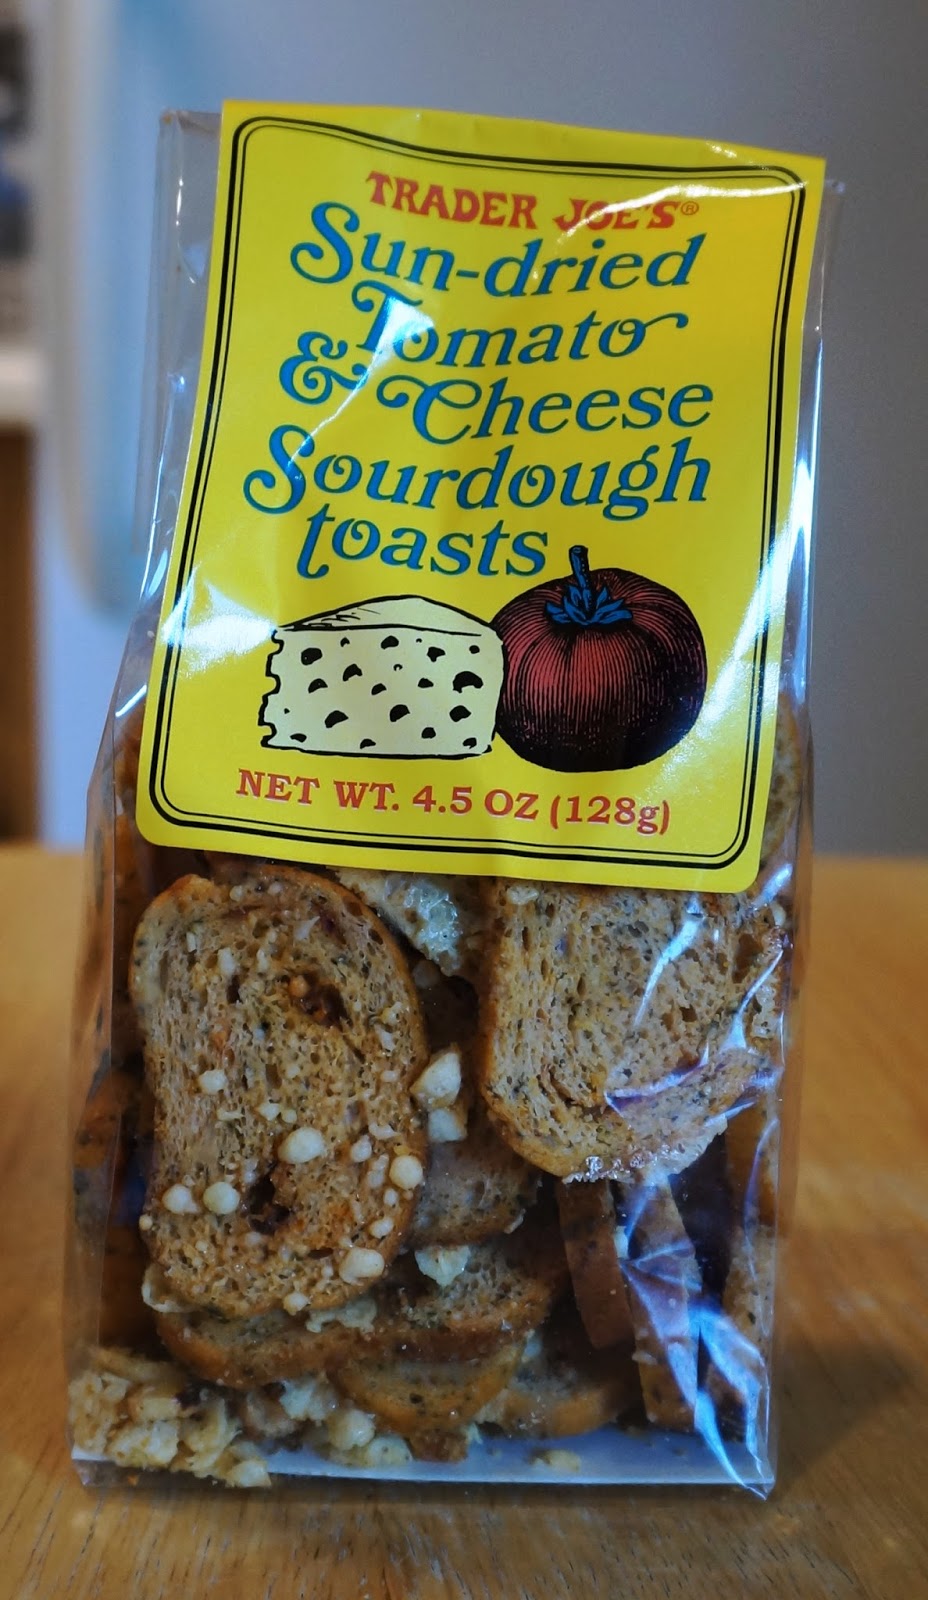 TRADER JOE'S®
Sun-dried
Tomato
& Cheese
Sourdough
toasts
NET WT. 4.5 OZ (128g)